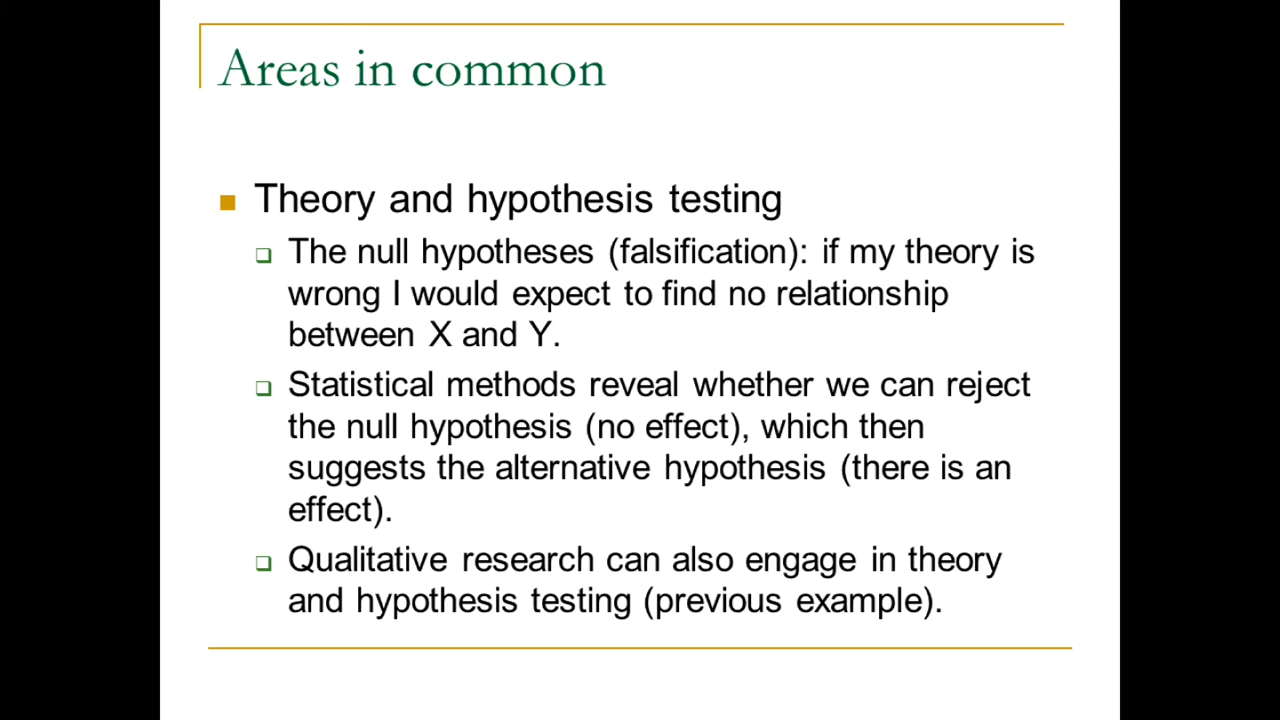 Areas in common
Theory and hypothesis testing
The null hypotheses (falsification): if my theory is
wrong I would expect to find no relationship
between X and Y.
Statistical methods reveal whether we can reject
the null hypothesis (no effect), which then
suggests the alternative hypothesis (there is an
effect).
Qualitative research can also engage in theory
and hypothesis testing (previous example).